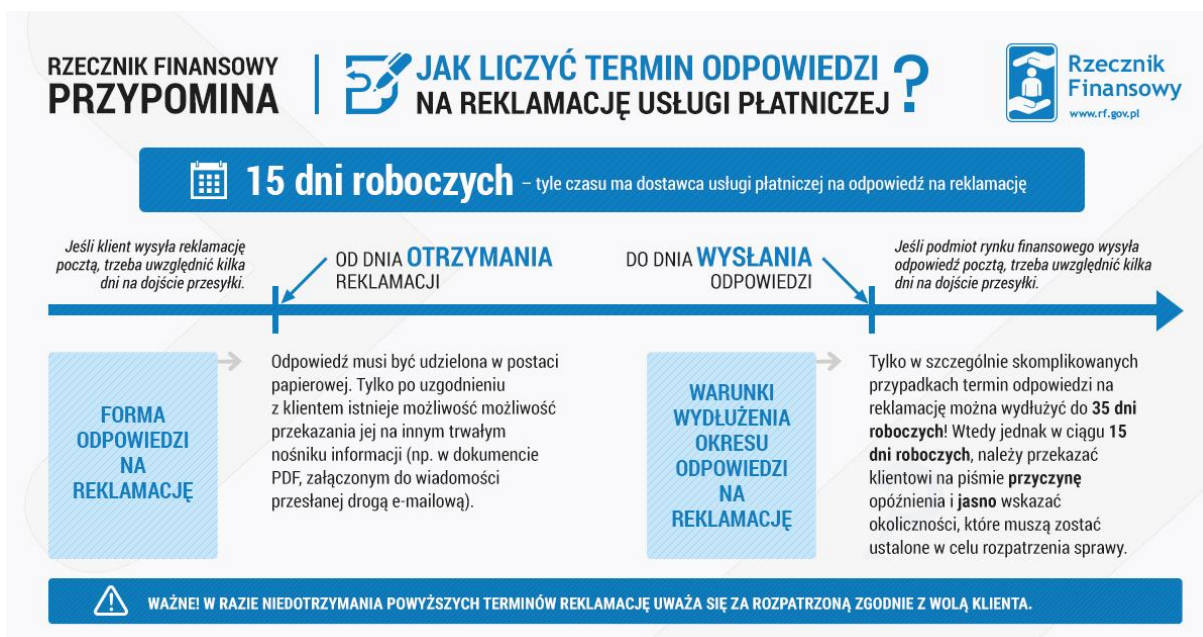 RZECZNIK FINANSOWY
PRZYPOMINA
JAK LICZYĆ TERMIN ODPOWIEDZI
NA REKLAMACJĘ USŁUGI PŁATNICZEJ ?
Rzecznik
Finansowy
www.rf.gov.pl
15 dni roboczych – tyle czasu ma dostawca usługi płatniczej na odpowiedź na reklamację
Jeśli klient wysyła reklamację
pocztą, trzeba uwzględnić kilka
dni na dojście przesyłki.
OD DNIA OTRZYMANIA
REKLAMACJI
DO DNIA WYSŁANIA
ODPOWIEDZI
Jeśli podmiot rynku finansowego wysyła
odpowiedź pocztą, trzeba uwzględnić kilka
dni na dojście przesyłki.
FORMA
ODPOWIEDZI
NA
REKLAMACJĘ
Odpowiedź musi być udzielona w postaci
papierowej. Tylko po uzgodnieniu
z klientem istnieje możliwość możliwość
przekazania jej na innym trwałym
nośniku informacji (np. w dokumencie
PDF, załączonym do wiadomości
przesłanej drogą e-mailową).
WARUNKI
WYDŁUŻENIA
OKRESU
ODPOWIEDZI
NA
REKLAMACJĘ
Tylko w szczególnie skomplikowanych
przypadkach termin odpowiedzi na
reklamację można wydłużyć do 35 dni
roboczych! Wtedy jednak w ciągu 15
dni roboczych, należy przekazać
klientowi na piśmie przyczynę
opóźnienia i jasno wskazać
okoliczności, które muszą zostać
ustalone w celu rozpatrzenia sprawy.
WAŻNE! W RAZIE NIEDOTRZYMANIA POWYŻSZYCH TERMINÓW REKLAMACJĘ UWAŻA SIĘ ZA ROZPATRZONĄ ZGODNIE Z WOLĄ KLIENTA.